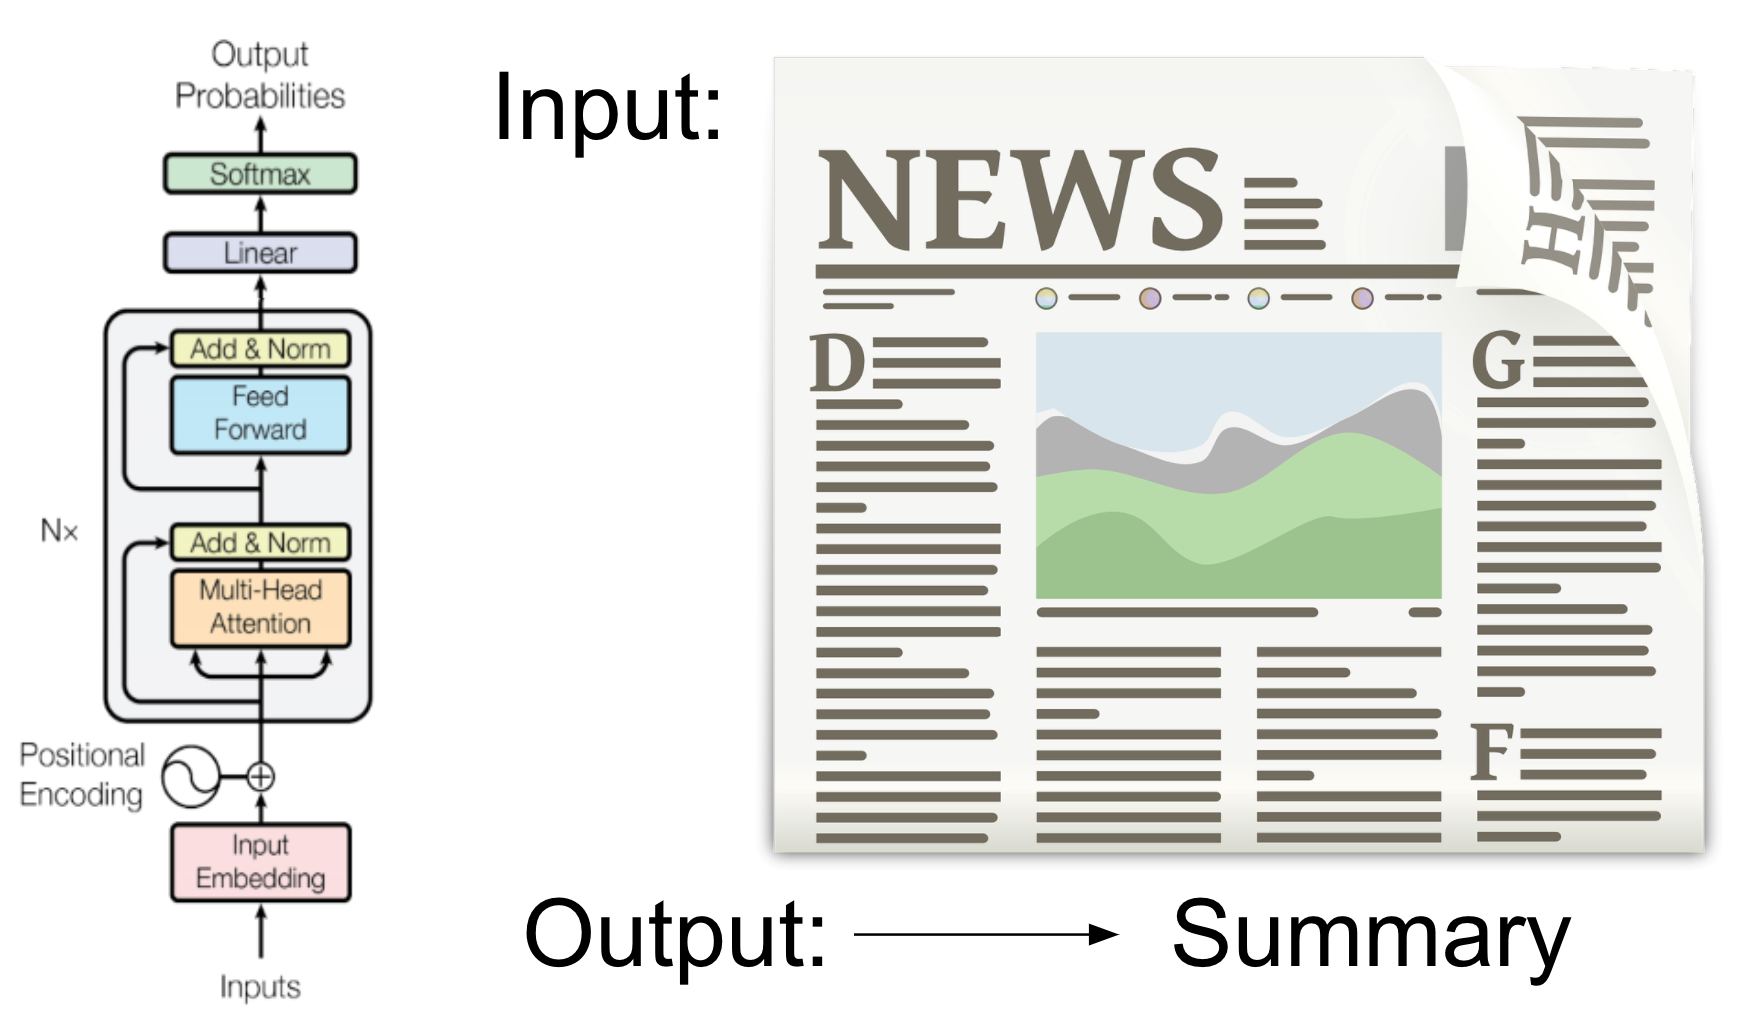 Output
Probabilities
Softmax
Linear
Add & Norm
Feed
Forward
Nx
Add & Norm
Multi-Head
Attention
Positional
Encoding
Input
Embedding
Inputs
Input:
NEWS
H
D
G
F
Output:
Summary